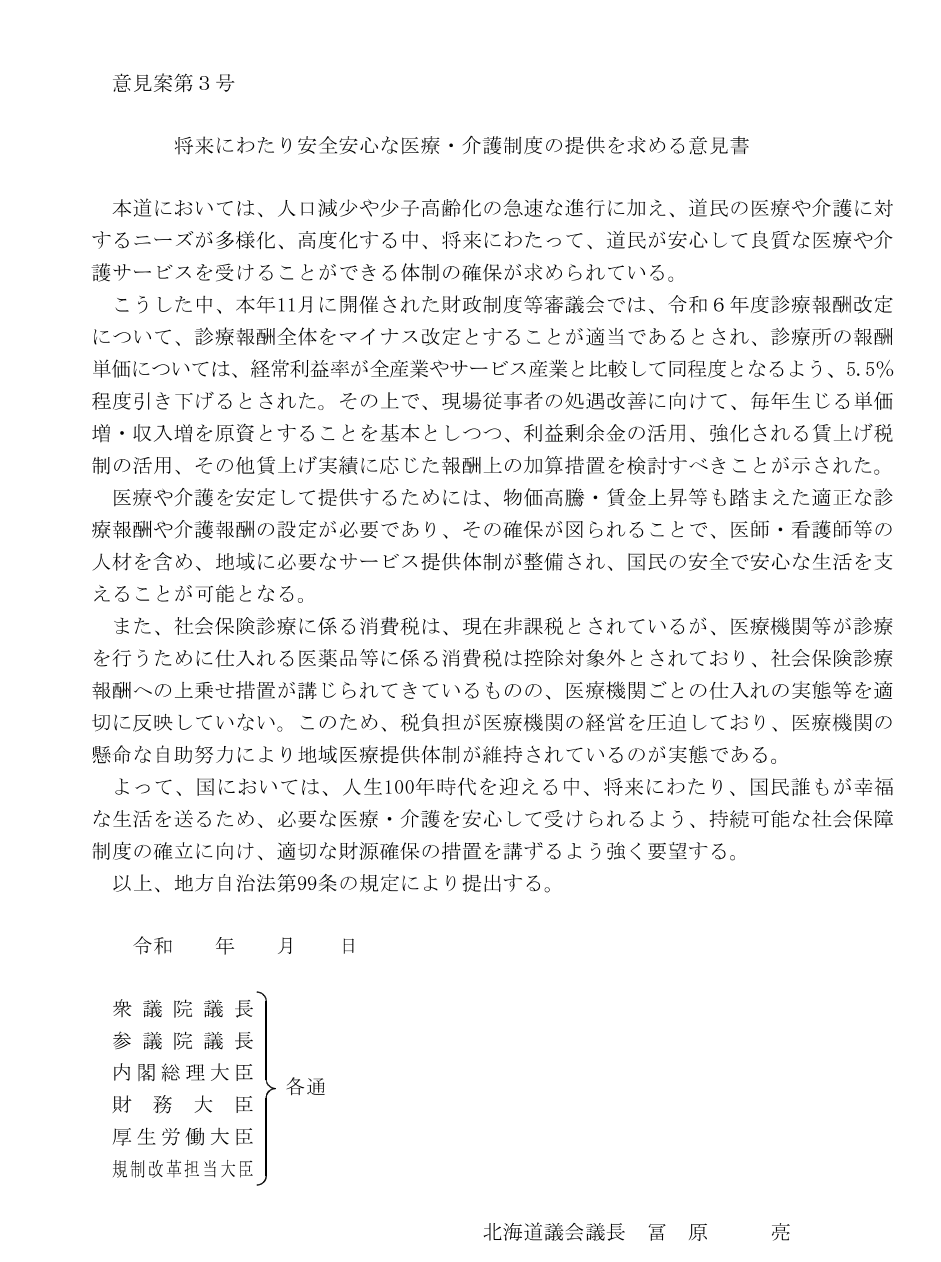 意見案第３号
将来にわたり安全安心な医療・介護制度の提供を求める意見書
本道においては、人口減少や少子高齢化の急速な進行に加え、道民の医療や介護に対
するニーズが多様化、高度化する中、将来にわたって、道民が安心して良質な医療や介
護サービスを受けることができる体制の確保が求められている。
こうした中、本年11月に開催された財政制度等審議会では、令和６年度診療報酬改定
について、診療報酬全体をマイナス改定とすることが適当であるとされ、診療所の報酬
単価については、経常利益率が全産業やサービス産業と比較して同程度となるよう、5.5％
程度引き下げるとされた。その上で、現場従事者の処遇改善に向けて、毎年生じる単価
増・収入増を原資とすることを基本としつつ、利益剰余金の活用、強化される賃上げ税
制の活用、その他賃上げ実績に応じた報酬上の加算措置を検討すべきことが示された。
医療や介護を安定して提供するためには、物価高騰・賃金上昇等も踏まえた適正な診
療報酬や介護報酬の設定が必要であり、その確保が図られることで、医師・看護師等の
人材を含め、地域に必要なサービス提供体制が整備され、国民の安全で安心な生活を支
えることが可能となる。
また、社会保険診療に係る消費税は、現在非課税とされているが、医療機関等が診療
を行うために仕入れる医薬品等に係る消費税は控除対象外とされており、社会保険診療
報酬への上乗せ措置が講じられてきているものの、医療機関ごとの仕入れの実態等を適
切に反映していない。このため、税負担が医療機関の経営を圧迫しており、医療機関の
懸命な自助努力により地域医療提供体制が維持されているのが実態である。
よって、国においては、人生100年時代を迎える中、将来にわたり、国民誰もが幸福
な生活を送るため、必要な医療・介護を安心して受けられるよう、持続可能な社会保障
制度の確立に向け、適切な財源確保の措置を講ずるよう強く要望する。
以上、地方自治法第99条の規定により提出する。
令和　　年　　月　　日
衆議院議長
参議院議長
内閣総理大臣
財務大臣
厚生労働大臣
規制改革担当大臣
各通
北海道議会議長　冨　原　　　亮